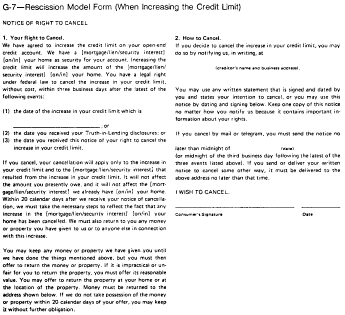 G-7—Rescission Model Form (When Increasing the Credit Limit)
NOTICE OF RIGHT TO CANCEL
1. Your Right to Cancel.
We have agreed to increase the credit limit on your open-end
credit account. We have a [mortgage/lien/security interest]
[on/in] your home as security for your account. Increasing the
credit limit will increase the amount of the [mortgage/lien/
security interest] [on/in] your home. You have a legal right
under federal law to cancel the increase in your credit limit,
without cost, within three business days after the latest of the
following events:
(1) the date of the increase in your credit limit which is
; or
(2) the date you received your Truth-in-Lending disclosures; or
(3) the date you received this notice of your right to cancel the
increase in your credit limit.
If you cancel, your cancellation will apply only to the increase in
your credit limit and to the [mortgage/lien/security interest] that
resulted from the increase in your credit limit. It will not affect
the amount you presently owe, and it will not affect the [mort-
gage/lien/security interest] we already have [on/in] your home.
Within 20 calendar days after we receive your notice of cancella-
tion, we must take the necessary steps to reflect the fact that any
increase in the [mortgage/lien/security interest] [on/in] your
home has been cancelled. We must also return to you any money
or property you have given to us or to anyone else in connection
with this increase.
You may keep any money or property we have given you until
we have done the things mentioned above, but you must then
offer to return the money or property. If it is impractical or un-
fair for you to return the property, you must offer its reasonable
value. You may offer to return the property at your home or at
the location of the property. Money must be returned to the
address shown below. If we do not take possession of the money
or property within 20 calendar days of your offer, you may keep
it without further obligation.
2. How to Cancel.
If you decide to cancel the increase in your credit limit, you may
do so by notifying us, in writing, at
(creditor's name and business address).
You may use any written statement that is signed and dated by
you and states your intention to cancel, or you may use this
notice by dating and signing below. Keep one copy of this notice
no matter how you notify us because it contains important in-
formation about your rights.
If you cancel by mail or telegram, you must send the notice no
later than midnight of (date)
(or midnight of the third business day following the latest of the
three events listed above). If you send or deliver your written
notice to cancel some other way, it must be delivered to the
above address no later than that time.
I WISH TO CANCEL.
Consumer's Signature Date